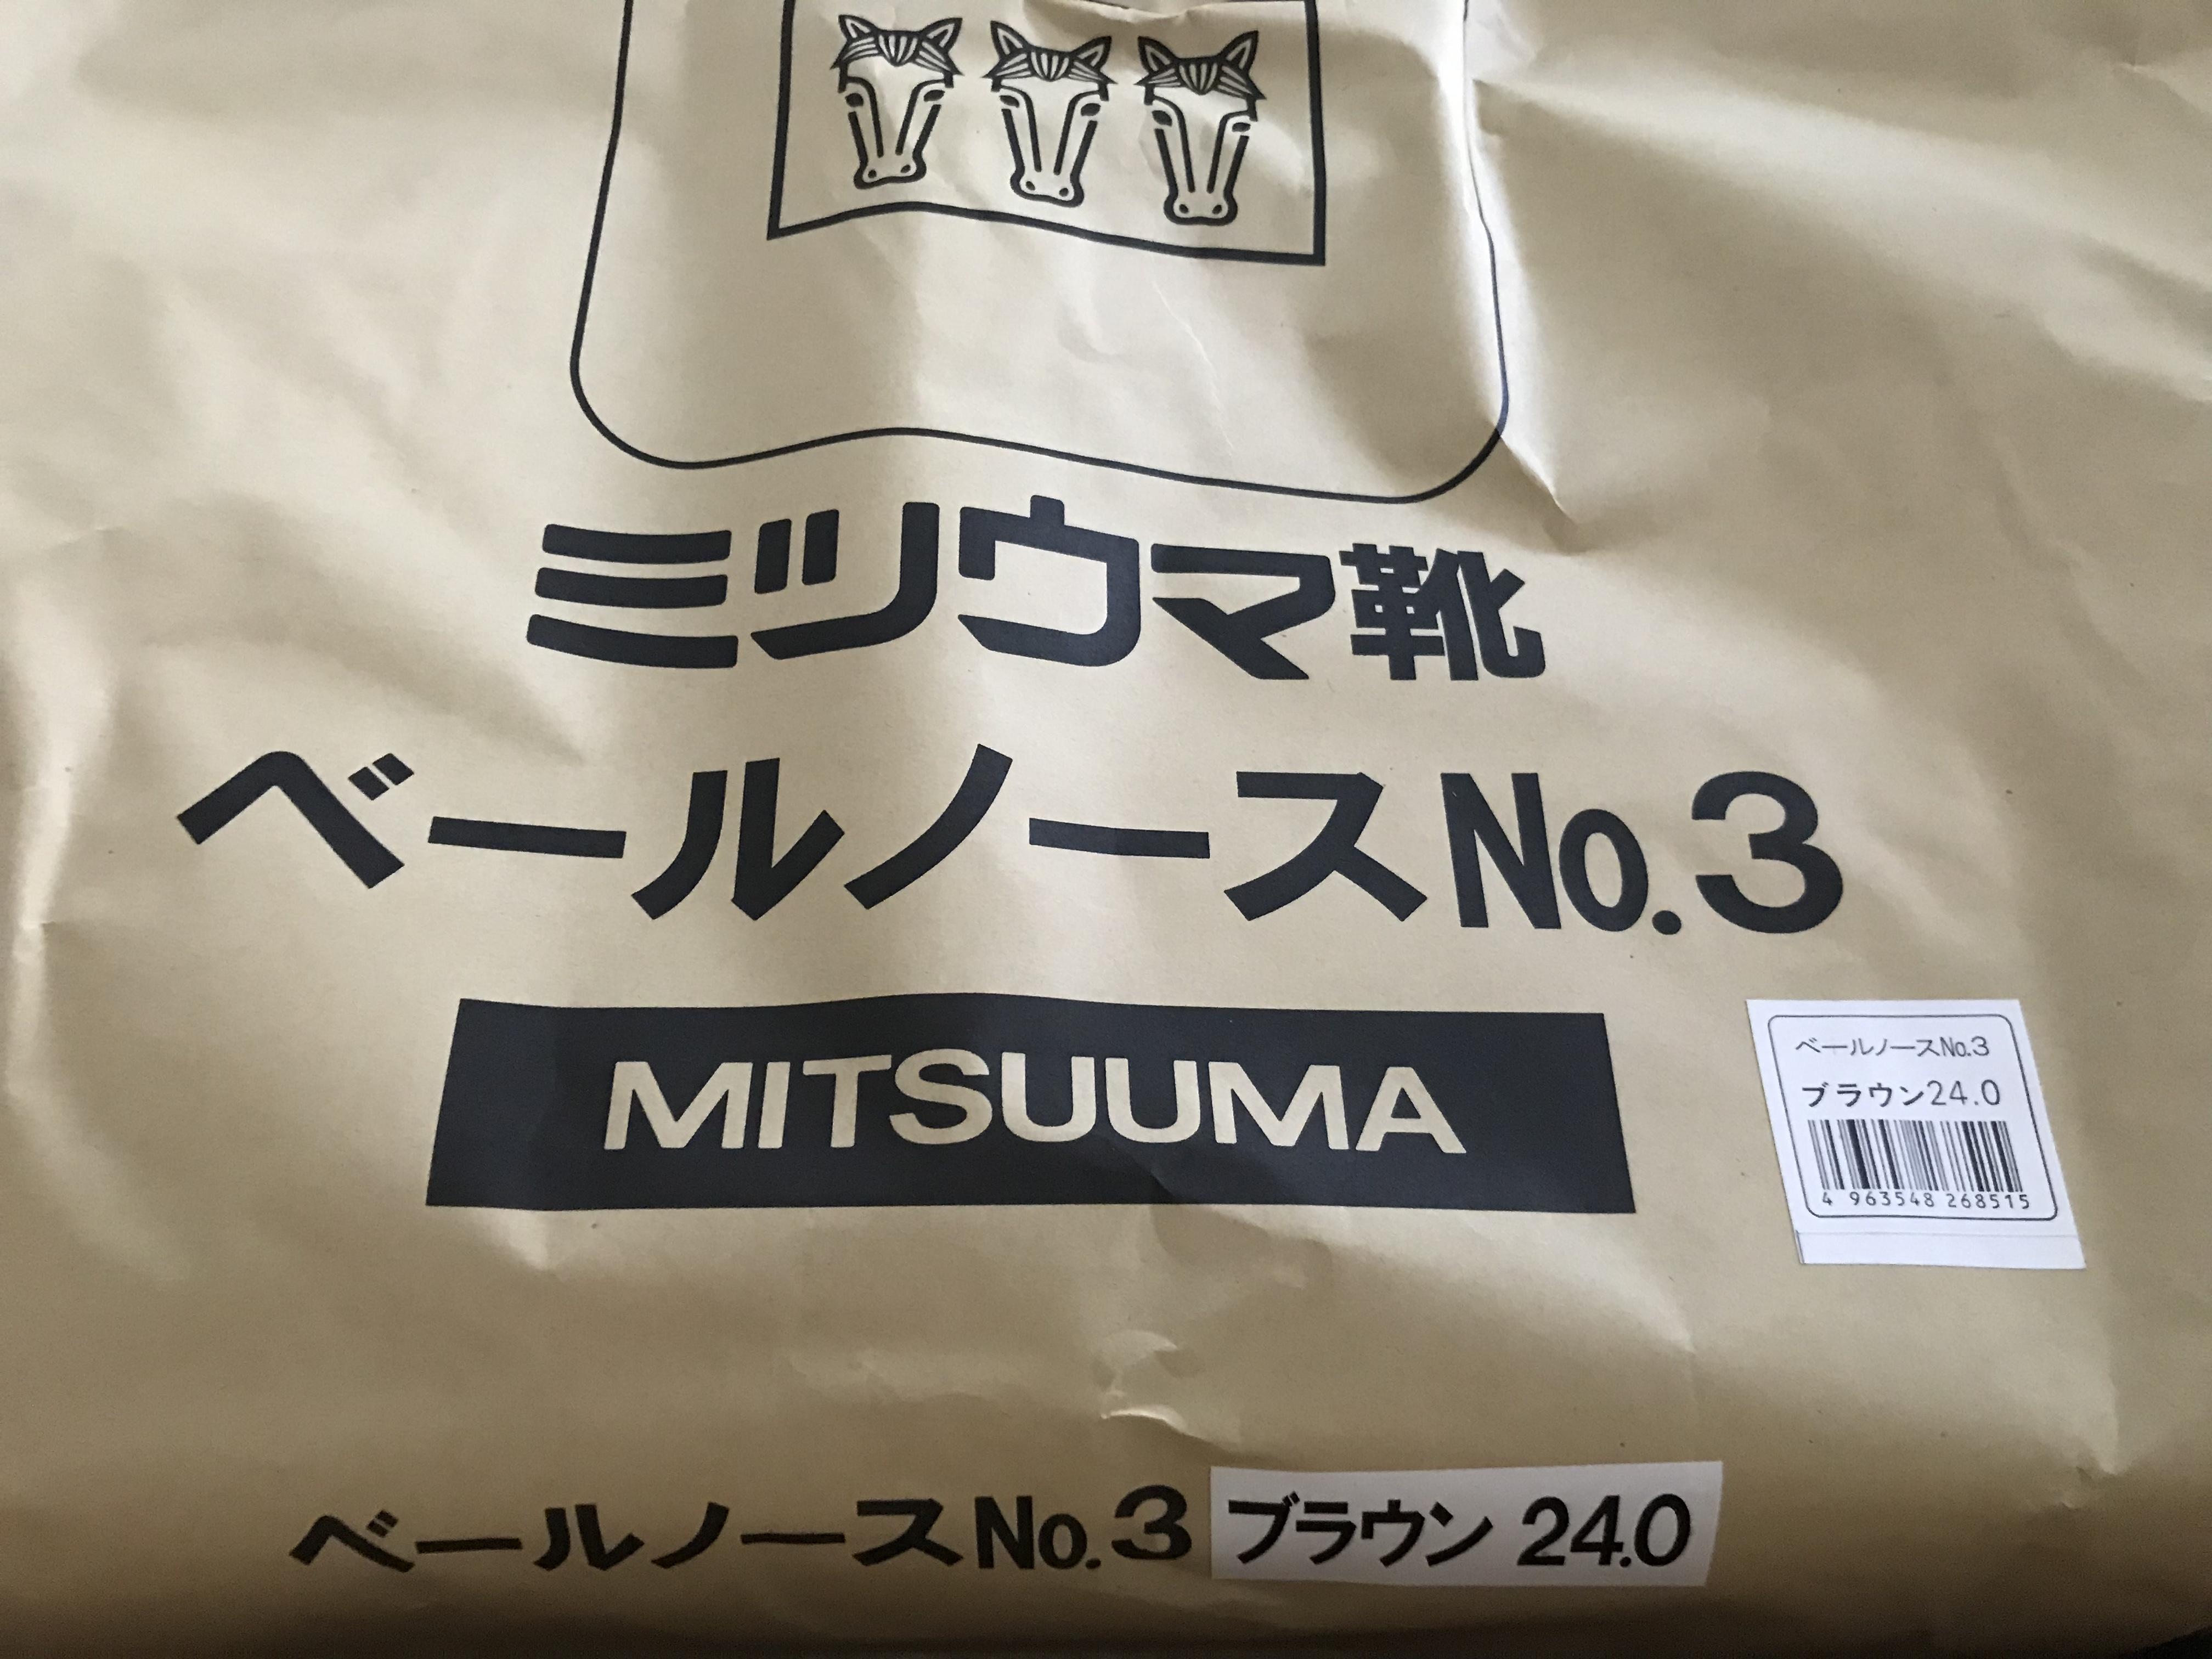 ミツウマ靴
ベールノースNo.3
MITSUUMA
ベールノースNo.3
ブラウン24.0
4 963548 268515
ベールノースNo.3 ブラウン 24.0